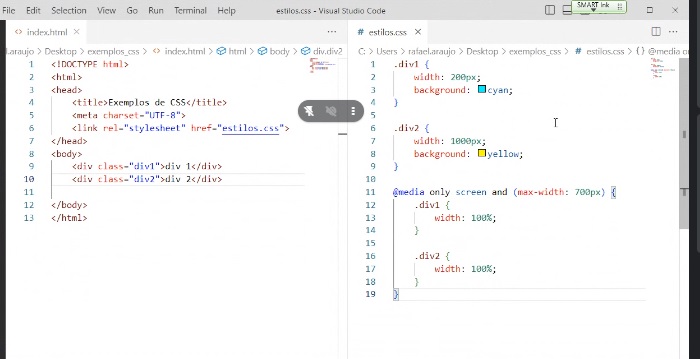 File Edit Selection View Go Run Terminal Help estilos.css - Visual Studio Code SMART Ink
index.html
l.araujo > Desktop > exemplos_css > index.html > html > body > div.div2
1 <!DOCTYPE html>
2 <html>
3 <head>
4 <title>Exemplos de CSS</title>
5 <meta charset="UTF-8">
6 <link rel="stylesheet" href="estilos.css">
7 </head>
8 <body>
9 <div class="div1">div 1</div>
10 <div class="div2">div 2</div>
11
12 </body>
13 </html>
# estilos.css
C: > Users > rafael.araujo > Desktop > exemplos_css > # estilos.css > {} @media
1 .div1 {
2 width: 200px;
3 background: cyan;
4 }
5
6 .div2 {
7 width: 1000px;
8 background: yellow;
9 }
10
11 @media only screen and (max-width: 700px) {
12 .div1 {
13 width: 100%;
14 }
15
16 .div2 {
17 width: 100%;
18 }
19 }